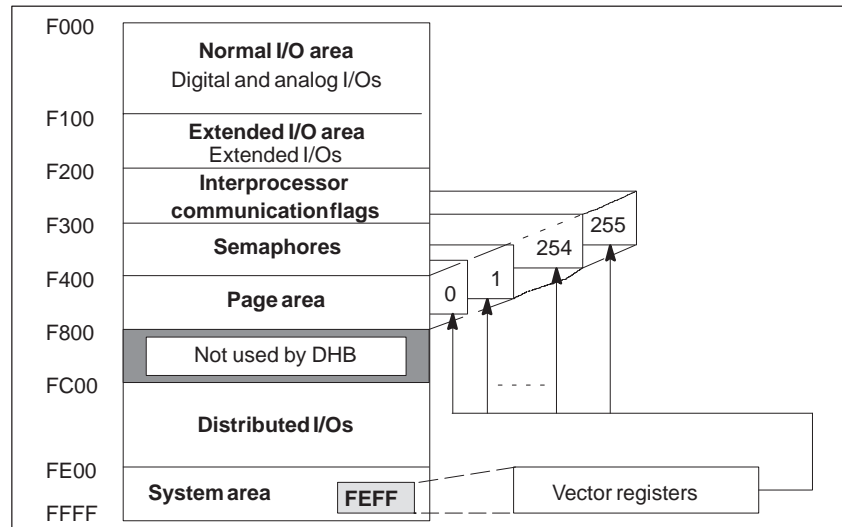 F000
Normal I/O area
Digital and analog I/Os
F100
Extended I/O area
Extended I/Os
F200
Interprocessor
communication flags
F300
255
Semaphores
254
F400
1
0
Page area
F800
Not used by DHB
FC00
Distributed I/Os
FE00
System area
FEFF
Vector registers
FFFF